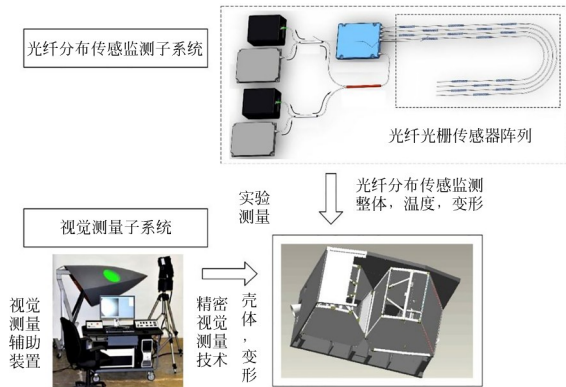 光纤分布传感监测子系统
光纤光栅传感器阵列
实验
测量
光纤分布传感监测
整体，温度，变形
视觉测量子系统
视觉
测量
辅助
装置
精密
视觉
测量
技术
壳
体
，
变
形